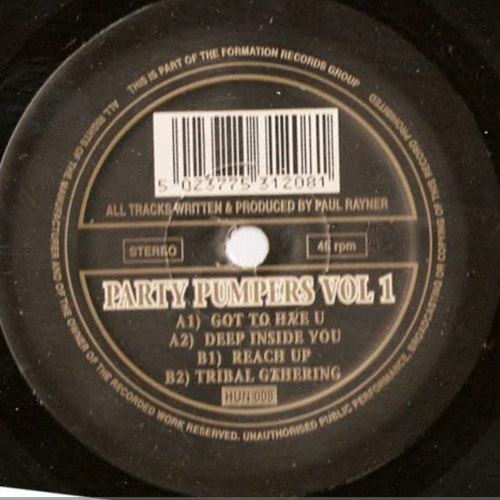 THIS IS PART OF THE FORMATION RECORDS GROUP
ALL RIGHTS OF THE MANUFACTURER AND OF THE OWNER OF THE RECORDED WORK RESERVED. UNAUTHORISED PUBLIC PERFORMANCE, BROADCASTING OR COPYING OF THIS RECORD PROHIBITED
5 023775 312081
ALL TRACKS WRITTEN & PRODUCED BY PAUL RAYNER
STEREO
45 rpm
PARTY PUMPERS VOL 1
A1) GOT TO U
A2) DEEP INSIDE YOU
B1) REACH UP
B2) TRIBAL GATHERING
HUN 008